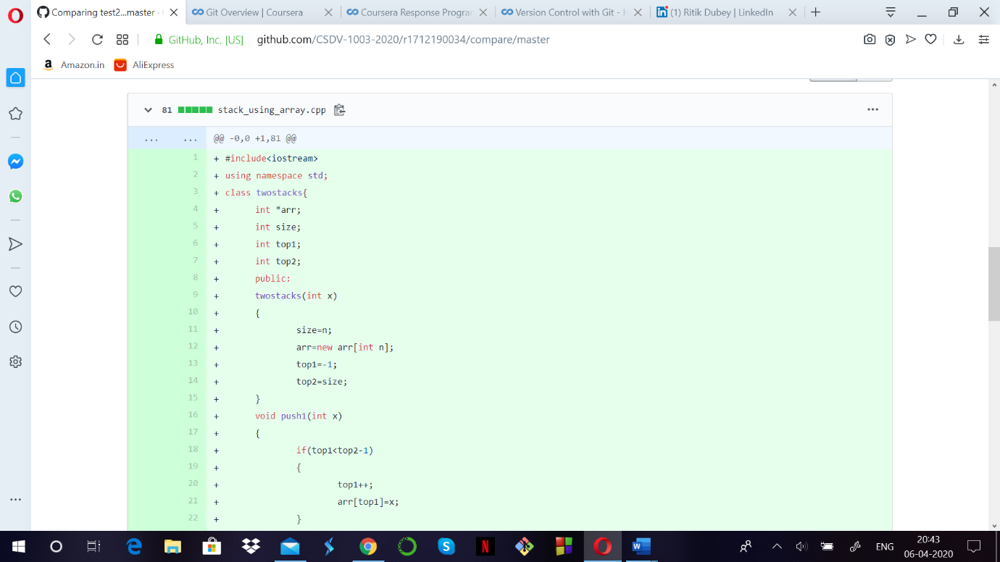 Comparing test2...master ·
Git Overview | Coursera
Coursera Response Progra
Version Control with Git -
(1) Ritik Dubey | LinkedIn
GitHub, Inc. [US] github.com/CSDV-1003-2020/r1712190034/compare/master
Amazon.in AliExpress
81 stack_using_array.cpp
... ... @@ -0,0 +1,81 @@
1 + #include<iostream>
2 + using namespace std;
3 + class twostacks{
4 + int *arr;
5 + int size;
6 + int top1;
7 + int top2;
8 + public:
9 + twostacks(int x)
10 + {
11 + size=n;
12 + arr=new arr[int n];
13 + top1=-1;
14 + top2=size;
15 + }
16 + void push1(int x)
17 + {
18 + if(top1<top2-1)
19 + {
20 + top1++;
21 + arr[top1]=x;
22 + }
ENG
20:43
06-04-2020